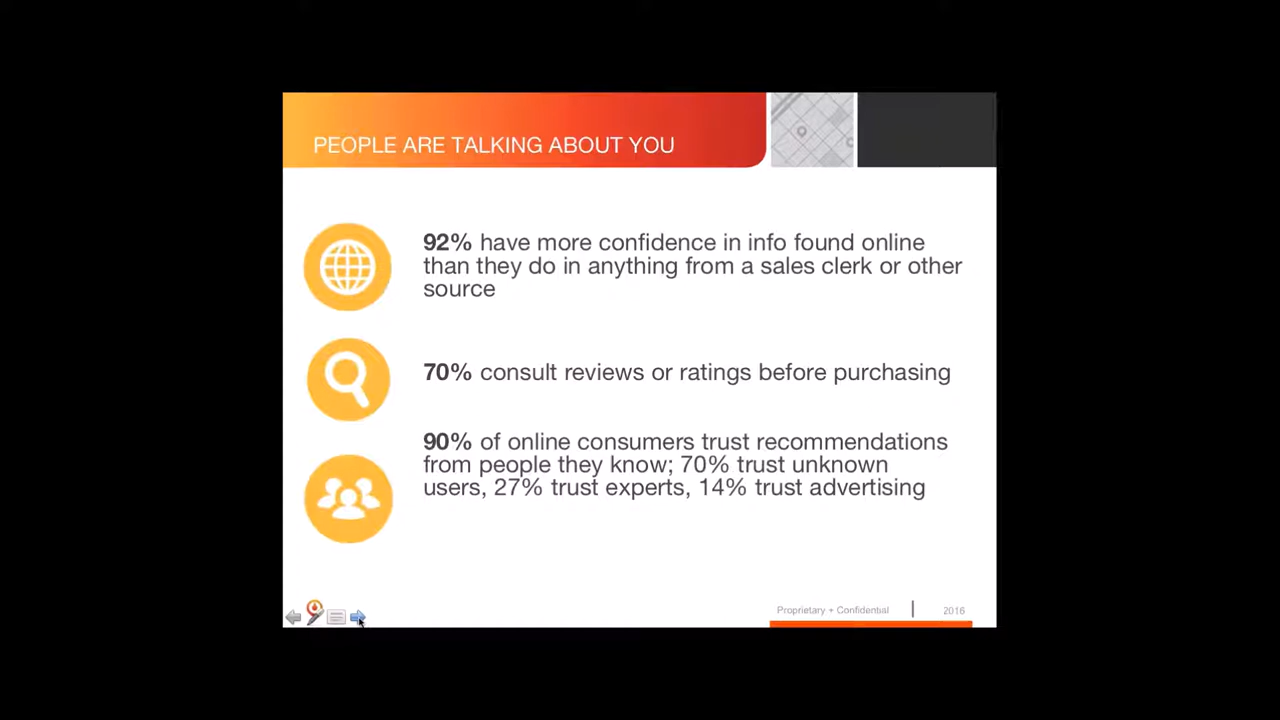 PEOPLE ARE TALKING ABOUT YOU
92% have more confidence in info found online
than they do in anything from a sales clerk or other
source
70% consult reviews or ratings before purchasing
90% of online consumers trust recommendations
from people they know; 70% trust unknown
users, 27% trust experts, 14% trust advertising
Proprietary + Confidential | 2016